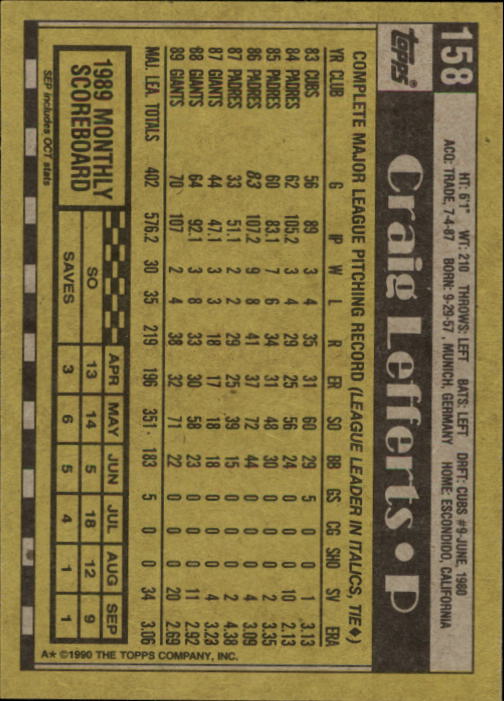 158 Craig Lefferts • P
topps®
HT: 6'1" WT: 210 THROWS: LEFT BATS: LEFT DRFT: CUBS #9-JUNE, 1980
ACQ: TRADE, 7-4-87 BORN: 9-29-57, MUNICH, GERMANY HOME: ESCONDIDO, CALIFORNIA
COMPLETE MAJOR LEAGUE PITCHING RECORD (LEAGUE LEADER IN ITALICS, TIE♦)
YR CLUB G IP W L R ER SO BB GS CG SHO SV ERA
83 CUBS 56 89 3 4 35 31 60 29 5 0 0 1 3.13
84 PADRES 62 105.2 3 4 29 25 56 24 0 0 0 10 2.13
85 PADRES 60 83.1 7 6 34 31 48 30 0 0 0 2 3.35
86 PADRES 83 107.2 9 8 41 37 72 44 0 0 0 4 3.09
87 PADRES 33 51.1 2 2 29 25 39 15 0 0 0 2 4.38
87 GIANTS 44 47.1 3 3 18 17 18 18 0 0 0 4 3.23
88 GIANTS 64 92.1 3 8 33 30 58 23 0 0 0 11 2.92
89 GIANTS 70 107 2 4 38 32 71 22 0 0 0 20 2.69
MAJ. LEA. TOTALS 402 576.2 30 35 219 196 351 183 5 0 0 34 3.06
1989 MONTHLY SCOREBOARD
APR MAY JUN JUL AUG SEP
SO 13 14 5 18 12 9
SAVES 3 6 5 4 1 1
SEP includes OCT stats
A★ ©1990 THE TOPPS COMPANY, INC.